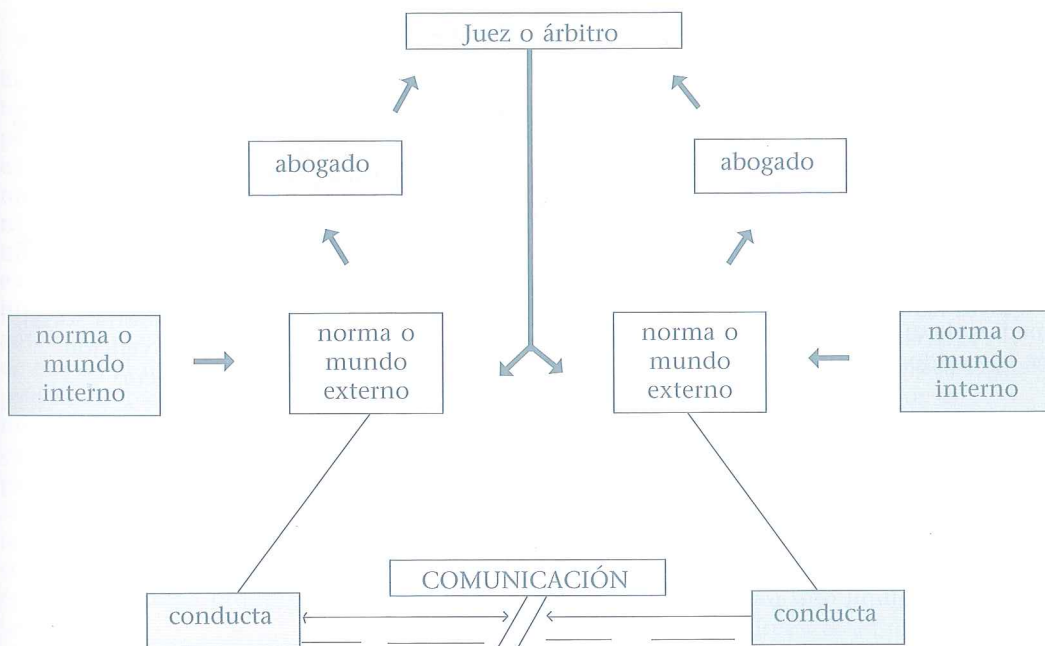 Juez o árbitro
abogado
abogado
norma o
mundo
interno
norma o
mundo
externo
norma o
mundo
externo
norma o
mundo
interno
COMUNICACIÓN
conducta
conducta